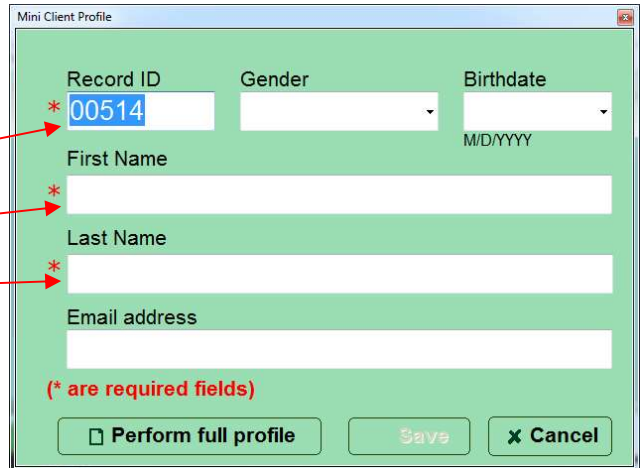 Mini Client Profile
Record ID Gender Birthdate
* 00514
M/D/YYYY
First Name
*
Last Name
*
Email address
(* are required fields)
Perform full profile Save Cancel